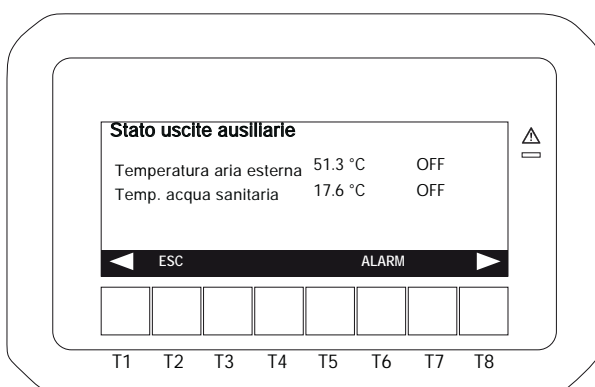 Stato uscite ausiliarie
Temperatura aria esterna 51.3 °C OFF
Temp. acqua sanitaria 17.6 °C OFF
ESC ALARM
T1 T2 T3 T4 T5 T6 T7 T8